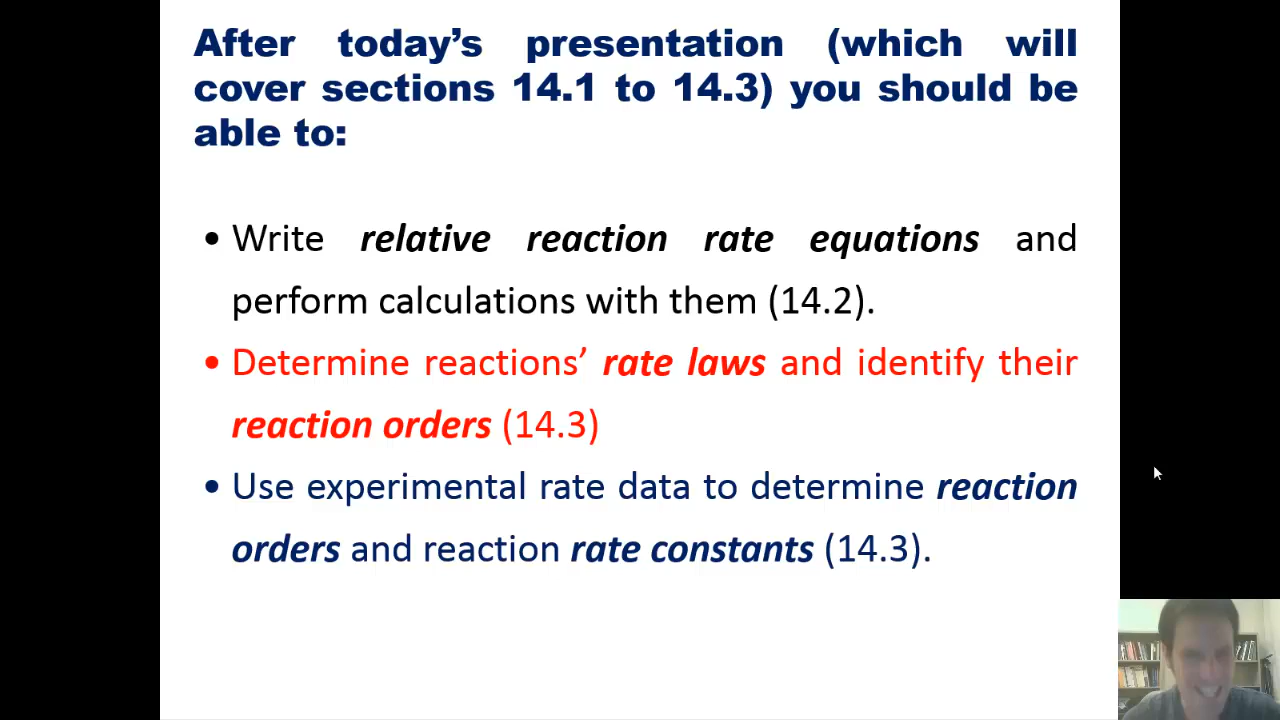 After today’s presentation (which will
cover sections 14.1 to 14.3) you should be
able to:
• Write relative reaction rate equations and
perform calculations with them (14.2).
• Determine reactions’ rate laws and identify their
reaction orders (14.3)
• Use experimental rate data to determine reaction
orders and reaction rate constants (14.3).